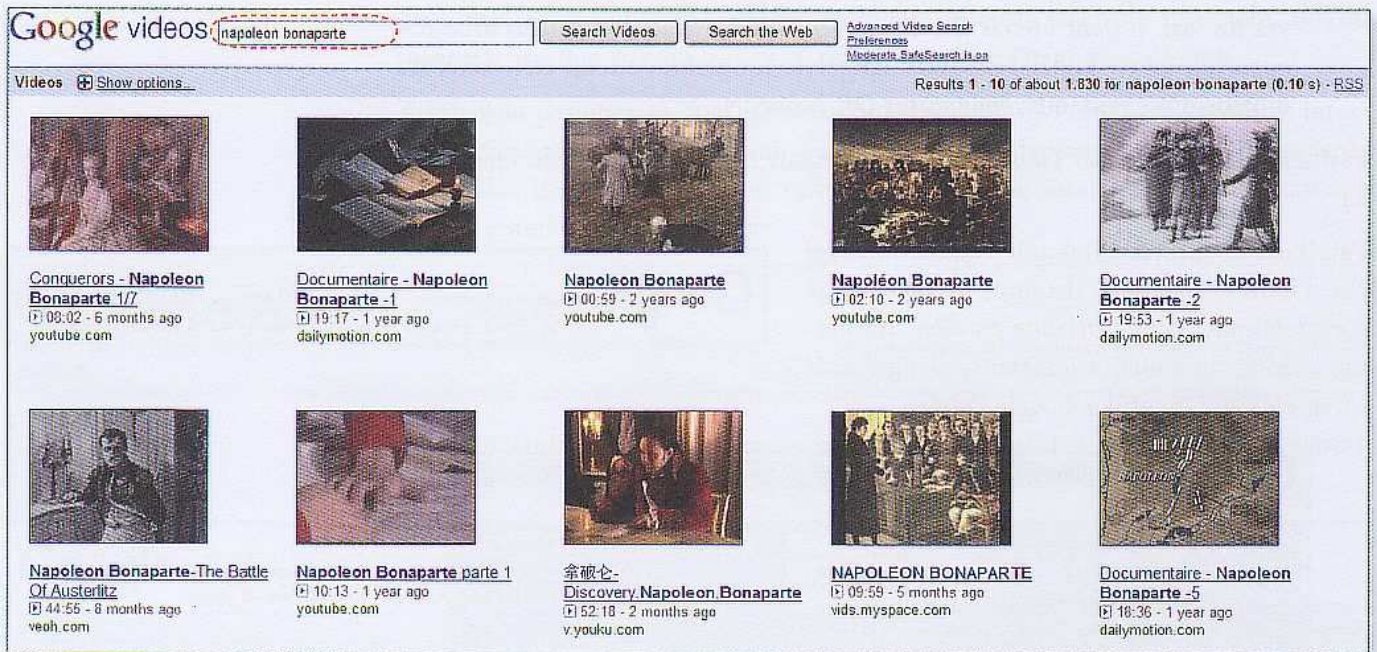 Google videos napoleon bonaparte Search Videos Search the Web
Advanced Video Search
Preferences
Moderate SafeSearch is on
Videos Show options... Results 1 - 10 of about 1.830 for napoleon bonaparte (0.10 s) - RSS
Conquerors - Napoleon
Bonaparte 1/7
08:02 - 6 months ago
youtube.com
Documentaire - Napoleon
Bonaparte -1
19:17 - 1 year ago
dailymotion.com
Napoleon Bonaparte
00:59 - 2 years ago
youtube.com
Napoléon Bonaparte
02:10 - 2 years ago
youtube.com
Documentaire - Napoleon
Bonaparte -2
19:53 - 1 year ago
dailymotion.com
THE
NAPOLEON
Napoleon Bonaparte-The Battle
Of Austerlitz
44:55 - 8 months ago
veoh.com
Napoleon Bonaparte parte 1
10:13 - 1 year ago
youtube.com
拿破仑-
Discovery.Napoleon.Bonaparte
52:18 - 2 months ago
v.youku.com
NAPOLEON BONAPARTE
09:59 - 5 months ago
vids.myspace.com
Documentaire - Napoleon
Bonaparte -5
18:36 - 1 year ago
dailymotion.com